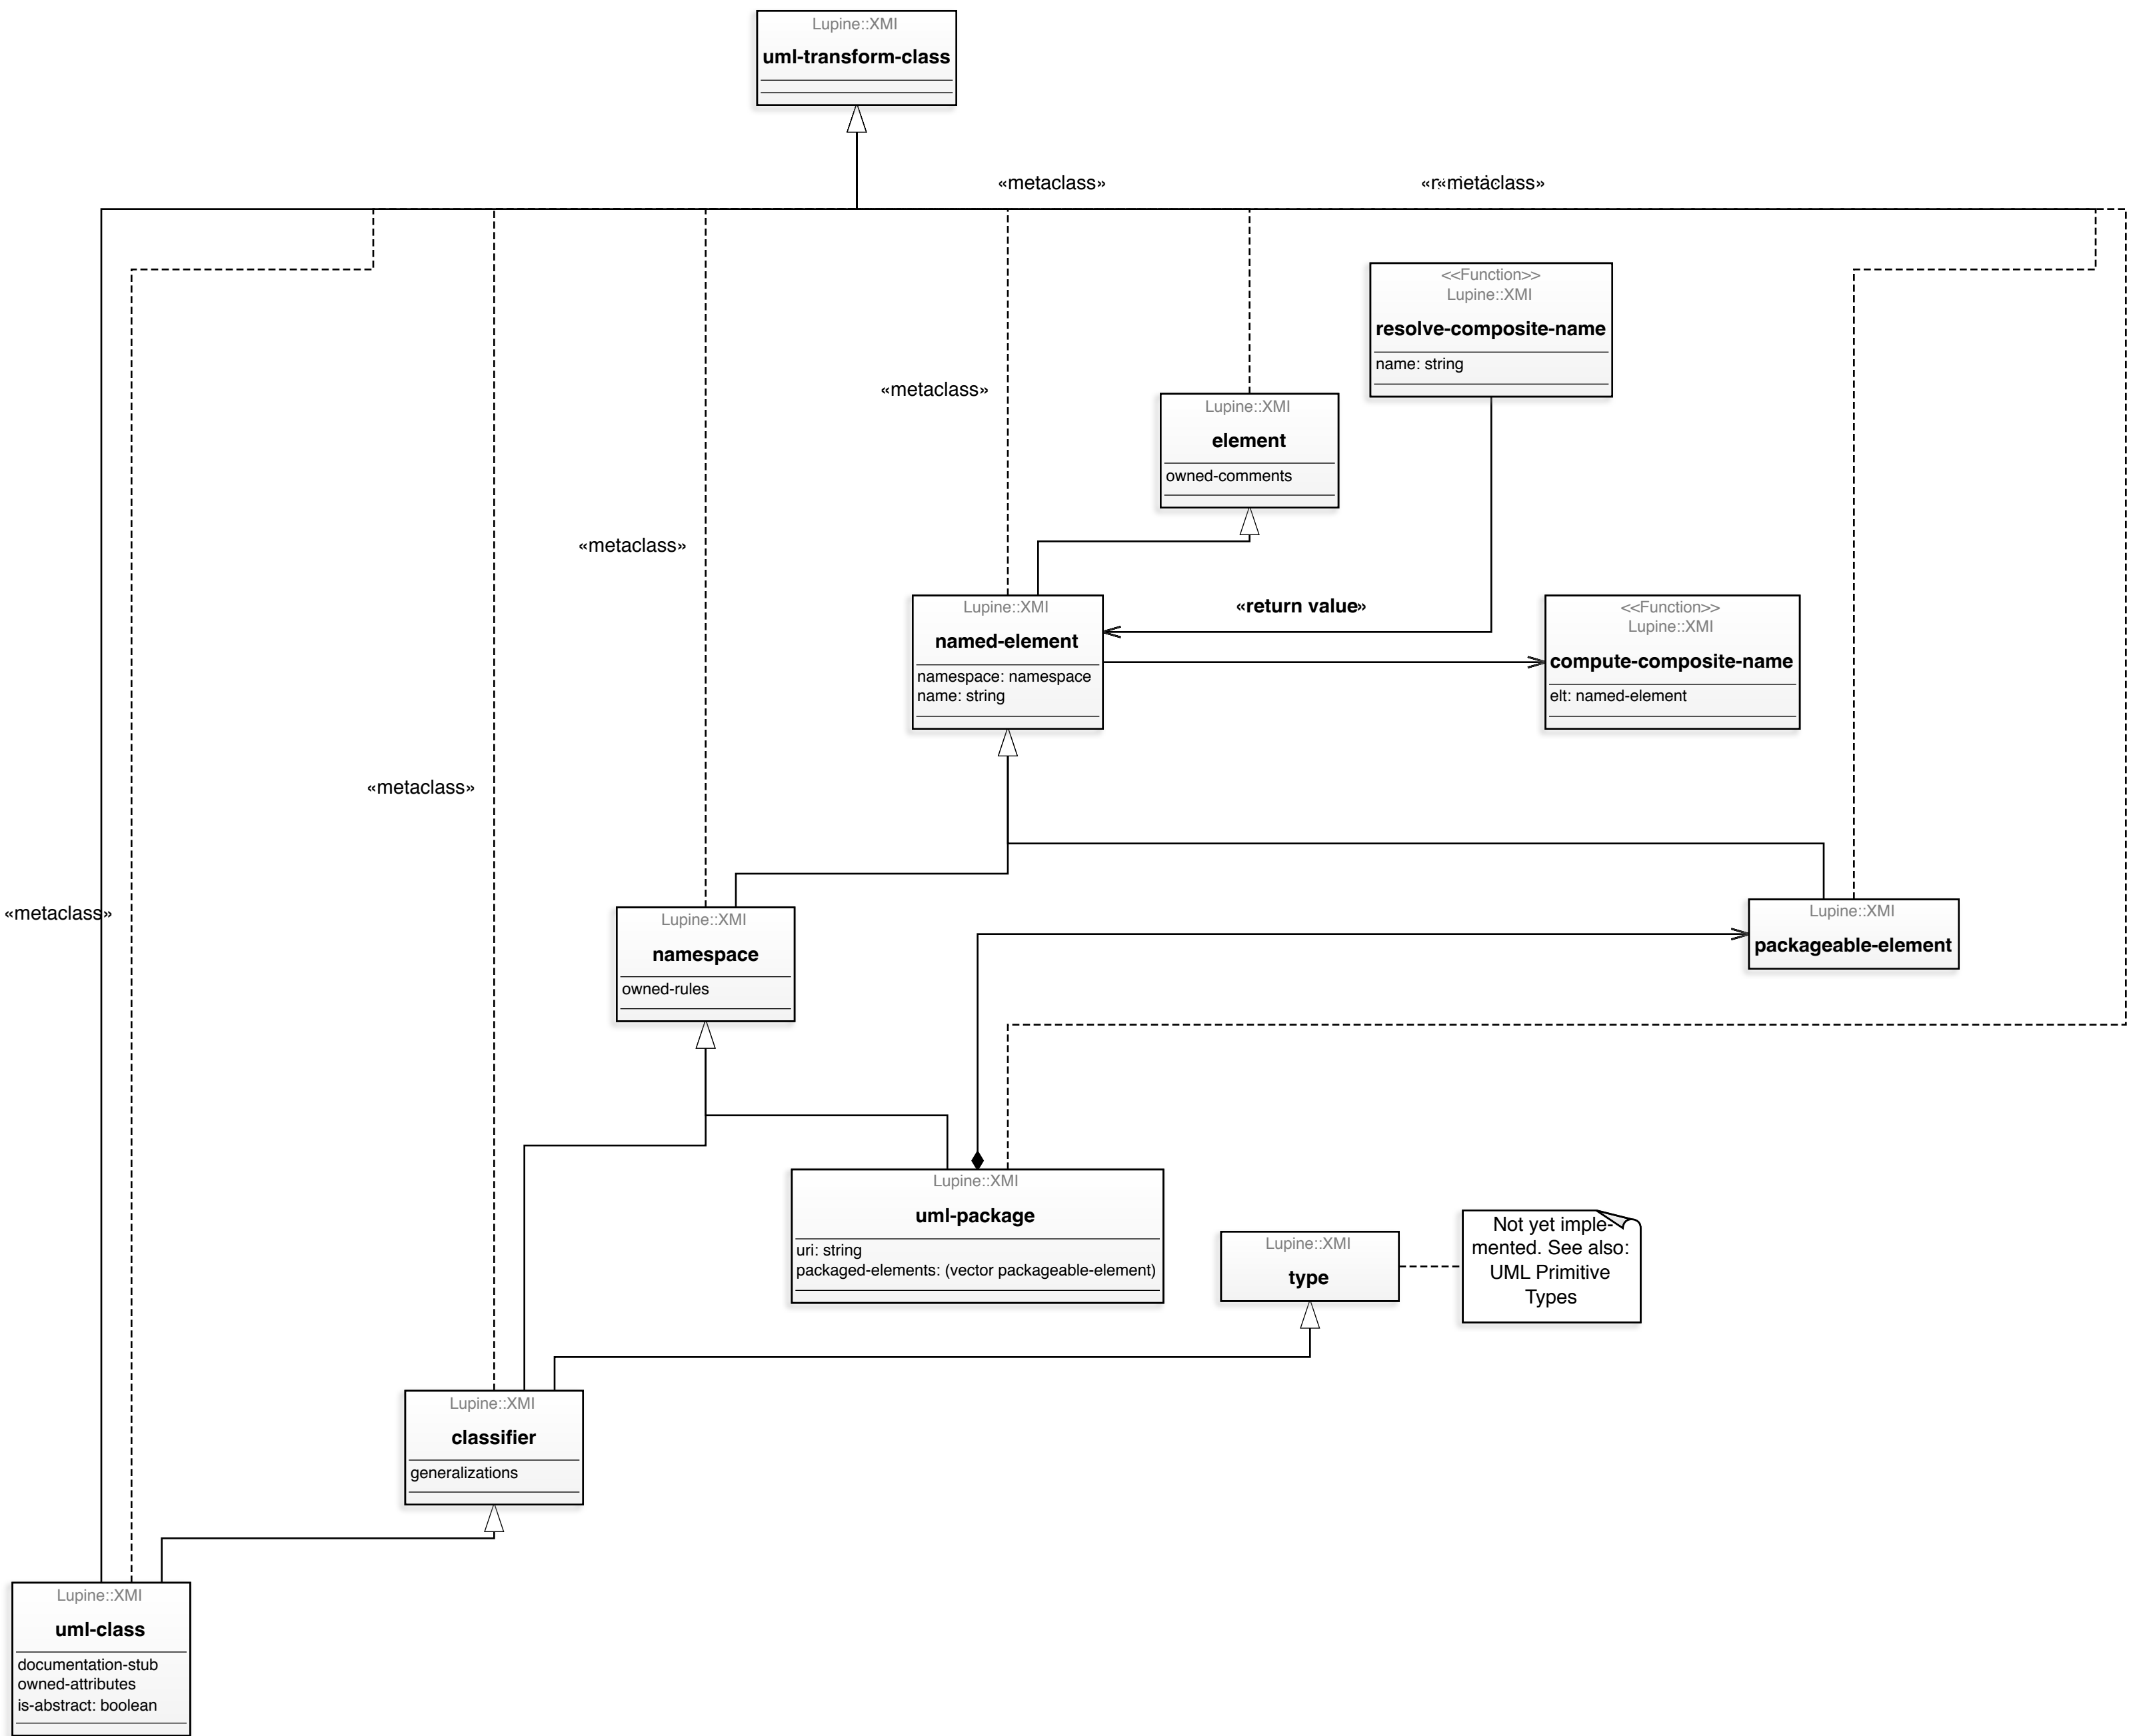 Lupine::XMI
uml-transform-class
«metaclass»
«metaclass»
<<Function>>
Lupine::XMI
resolve-composite-name
name: string
«metaclass»
Lupine::XMI
element
owned-comments
«metaclass»
Lupine::XMI
named-element
namespace: namespace
name: string
«return value»
<<Function>>
Lupine::XMI
compute-composite-name
elt: named-element
«metaclass»
«metaclass»
Lupine::XMI
namespace
owned-rules
Lupine::XMI
packageable-element
Lupine::XMI
uml-package
uri: string
packaged-elements: (vector packageable-element)
Lupine::XMI
type
Not yet imple-
mented. See also:
UML Primitive
Types
Lupine::XMI
classifier
generalizations
Lupine::XMI
uml-class
documentation-stub
owned-attributes
is-abstract: boolean